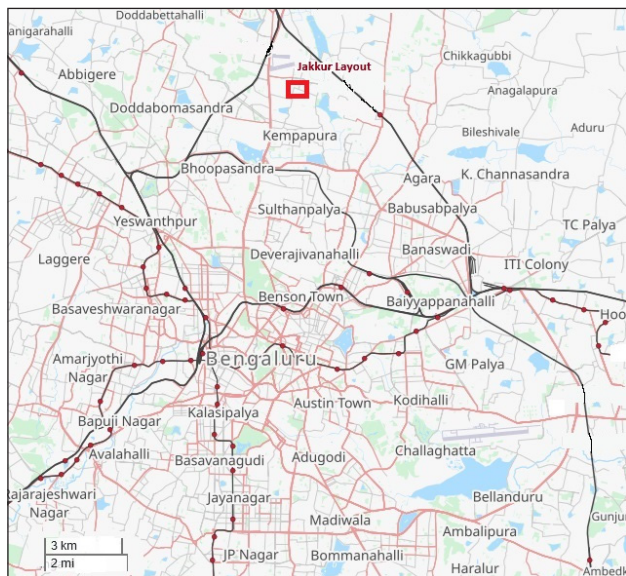 Doddabettahalli
anigarahalli
Jakkur Layout
Chikkagubbi
Abbigere
Anagalapura
Doddabomasandra
Aduru
Kempapura
Bileshivale
Bhoopasandra
K. Channasandra
Agara
Sulthanpalya
Babusabpalya
Yeswanthpur
TC Palya
Deverajivanahalli
Banaswadi
Laggere
ITI Colony
Benson Town
Baiyyappanahalli
Basaveshwaranagar
Hoo
Amarjyothi
Nagar
Bengaluru
GM Palya
Kodihalli
Austin Town
Kalasipalya
Bapuji Nagar
Challaghatta
Avalahalli
Basavanagudi
Adugodi
Rajarajeshwari
Nagar
Jayanagar
Bellanduru
Madiwala
Gunjur
Ambalipura
3 km
2 mi
JP Nagar
Bommanahalli
Haralur
Ambedk